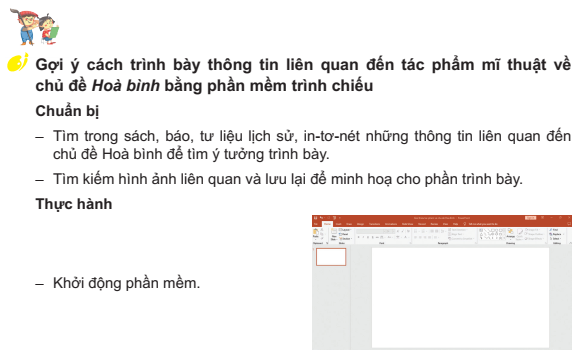 Gợi ý cách trình bày thông tin liên quan đến tác phẩm mĩ thuật về
chủ đề Hoà bình bằng phần mềm trình chiếu
Chuẩn bị
– Tìm trong sách, báo, tư liệu lịch sử, in-tơ-nét những thông tin liên quan đến
chủ đề Hoà bình để tìm ý tưởng trình bày.
– Tìm kiếm hình ảnh liên quan và lưu lại để minh hoạ cho phần trình bày.
Thực hành
– Khởi động phần mềm.